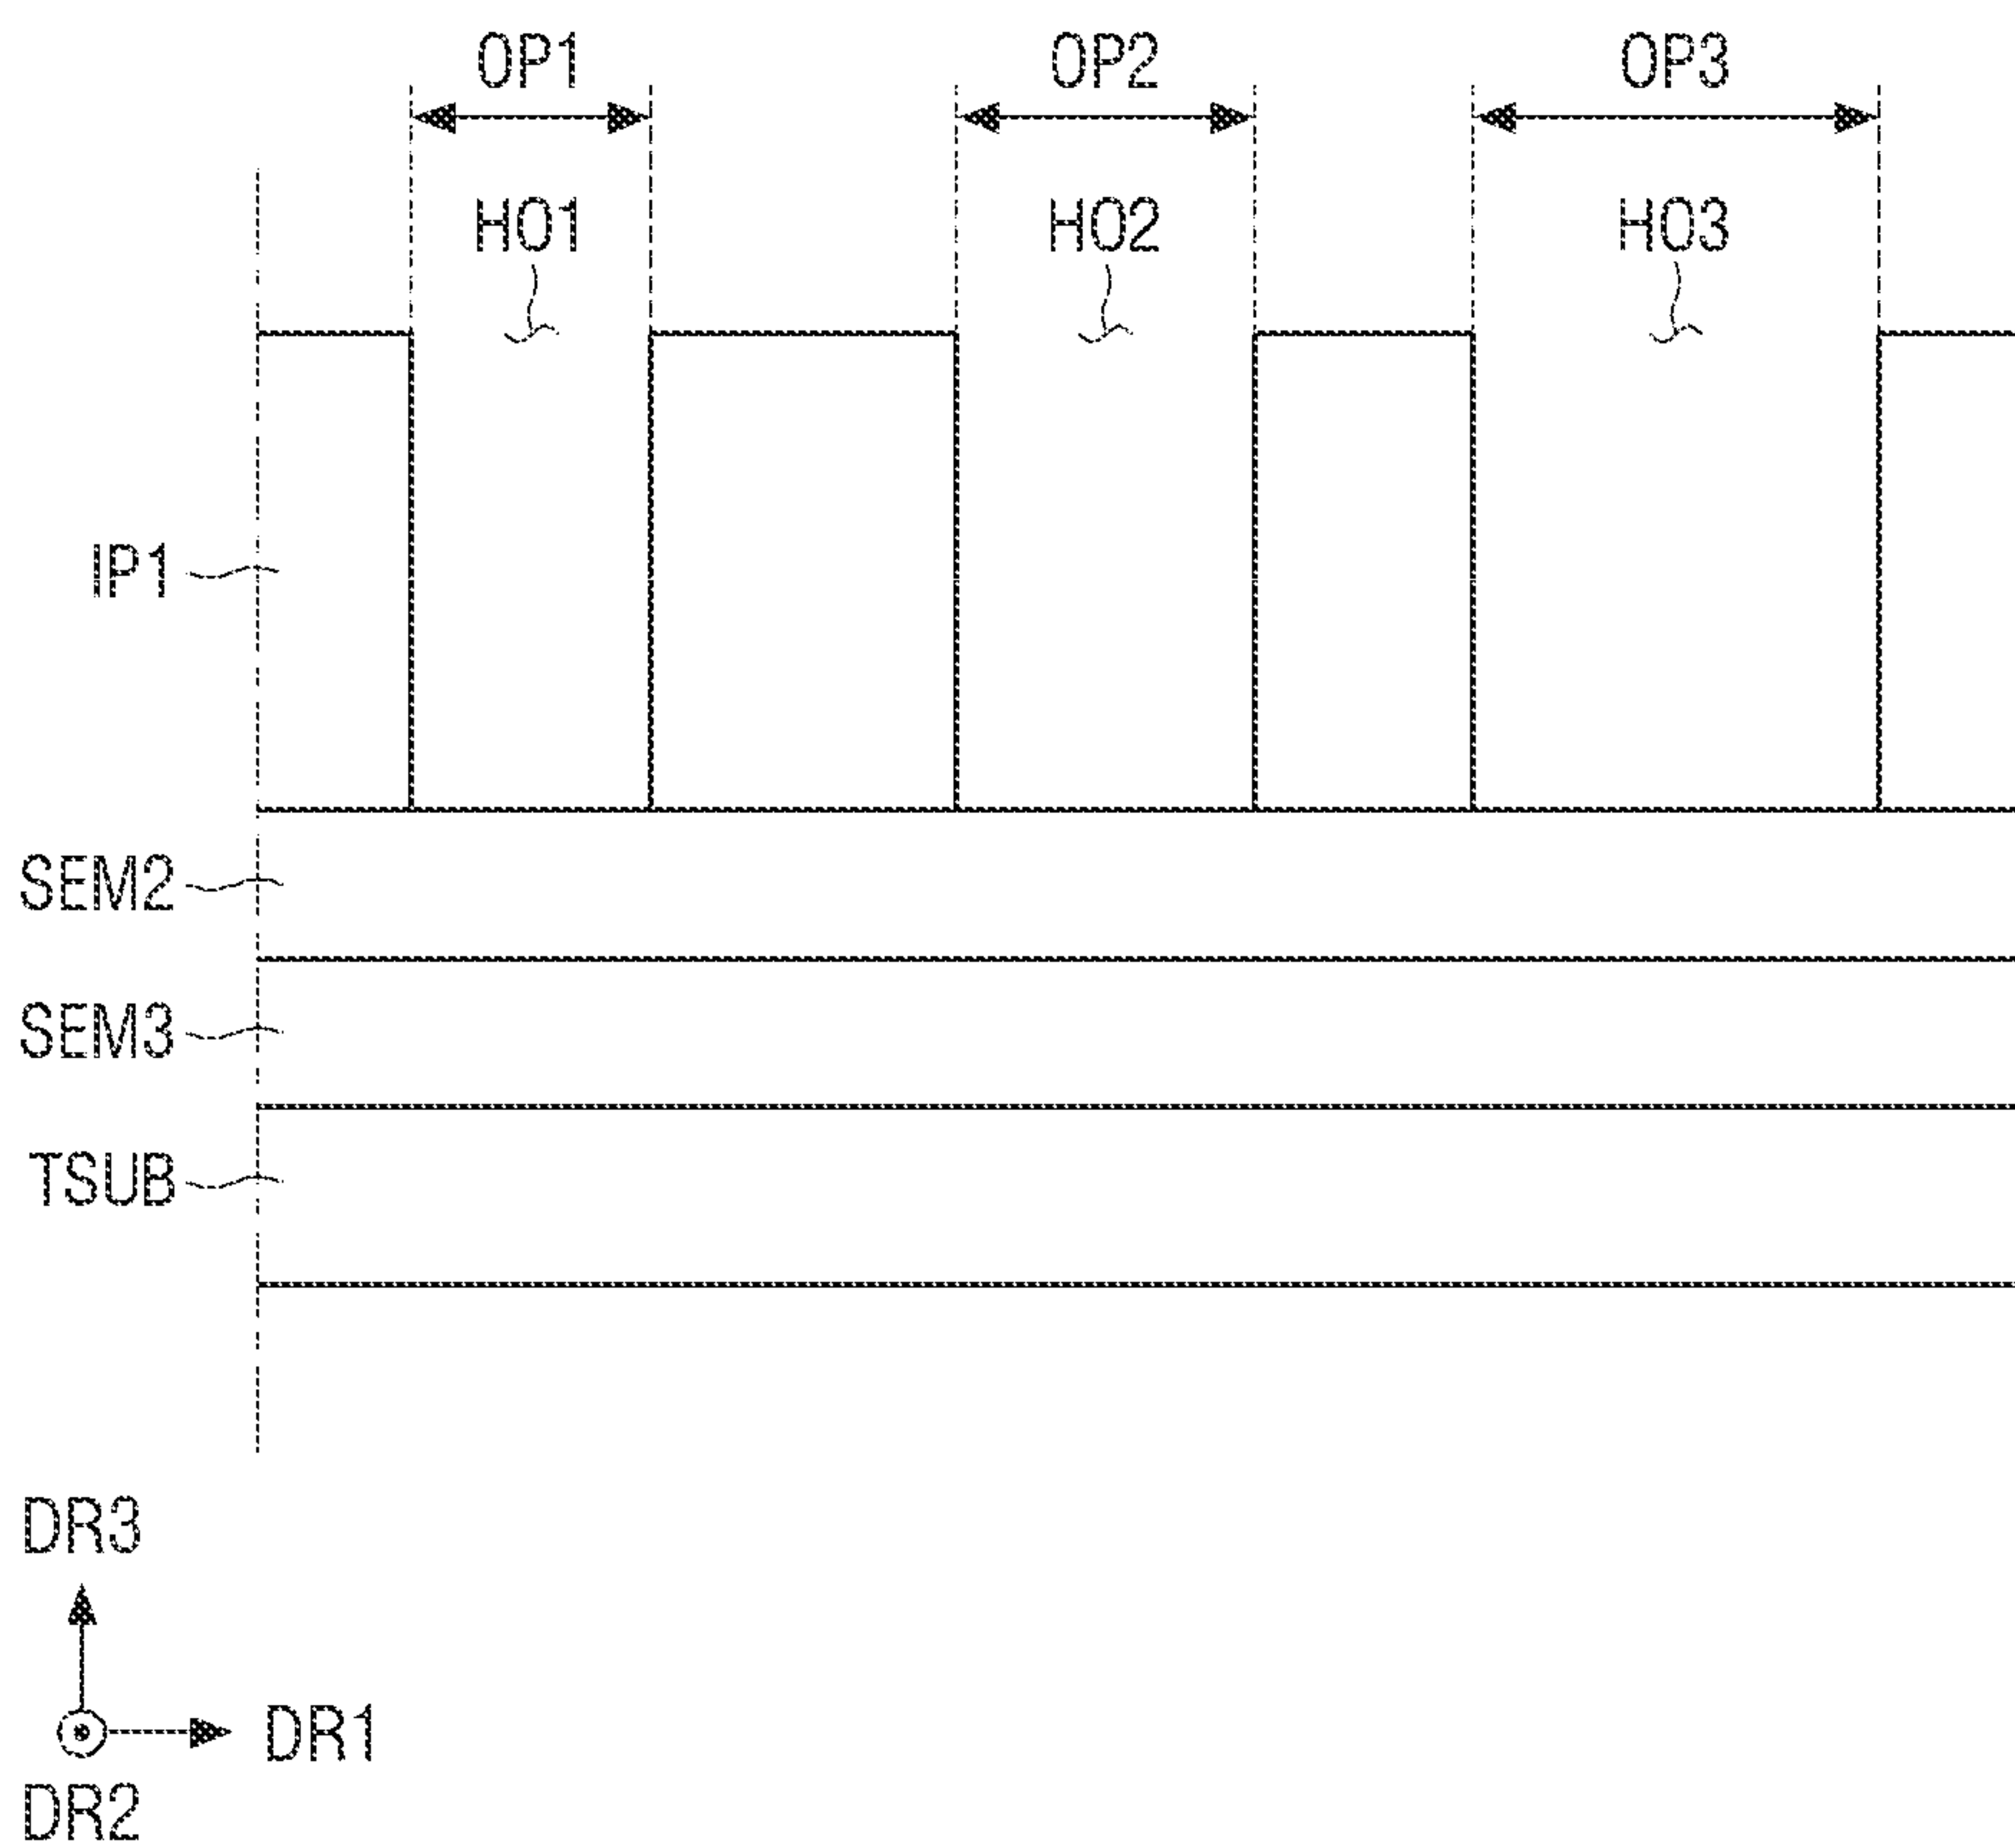 OP1 OP2 OP3
HO1 HO2 HO3
IP1
SEM2
SEM3
TSUB
DR3
DR1
DR2